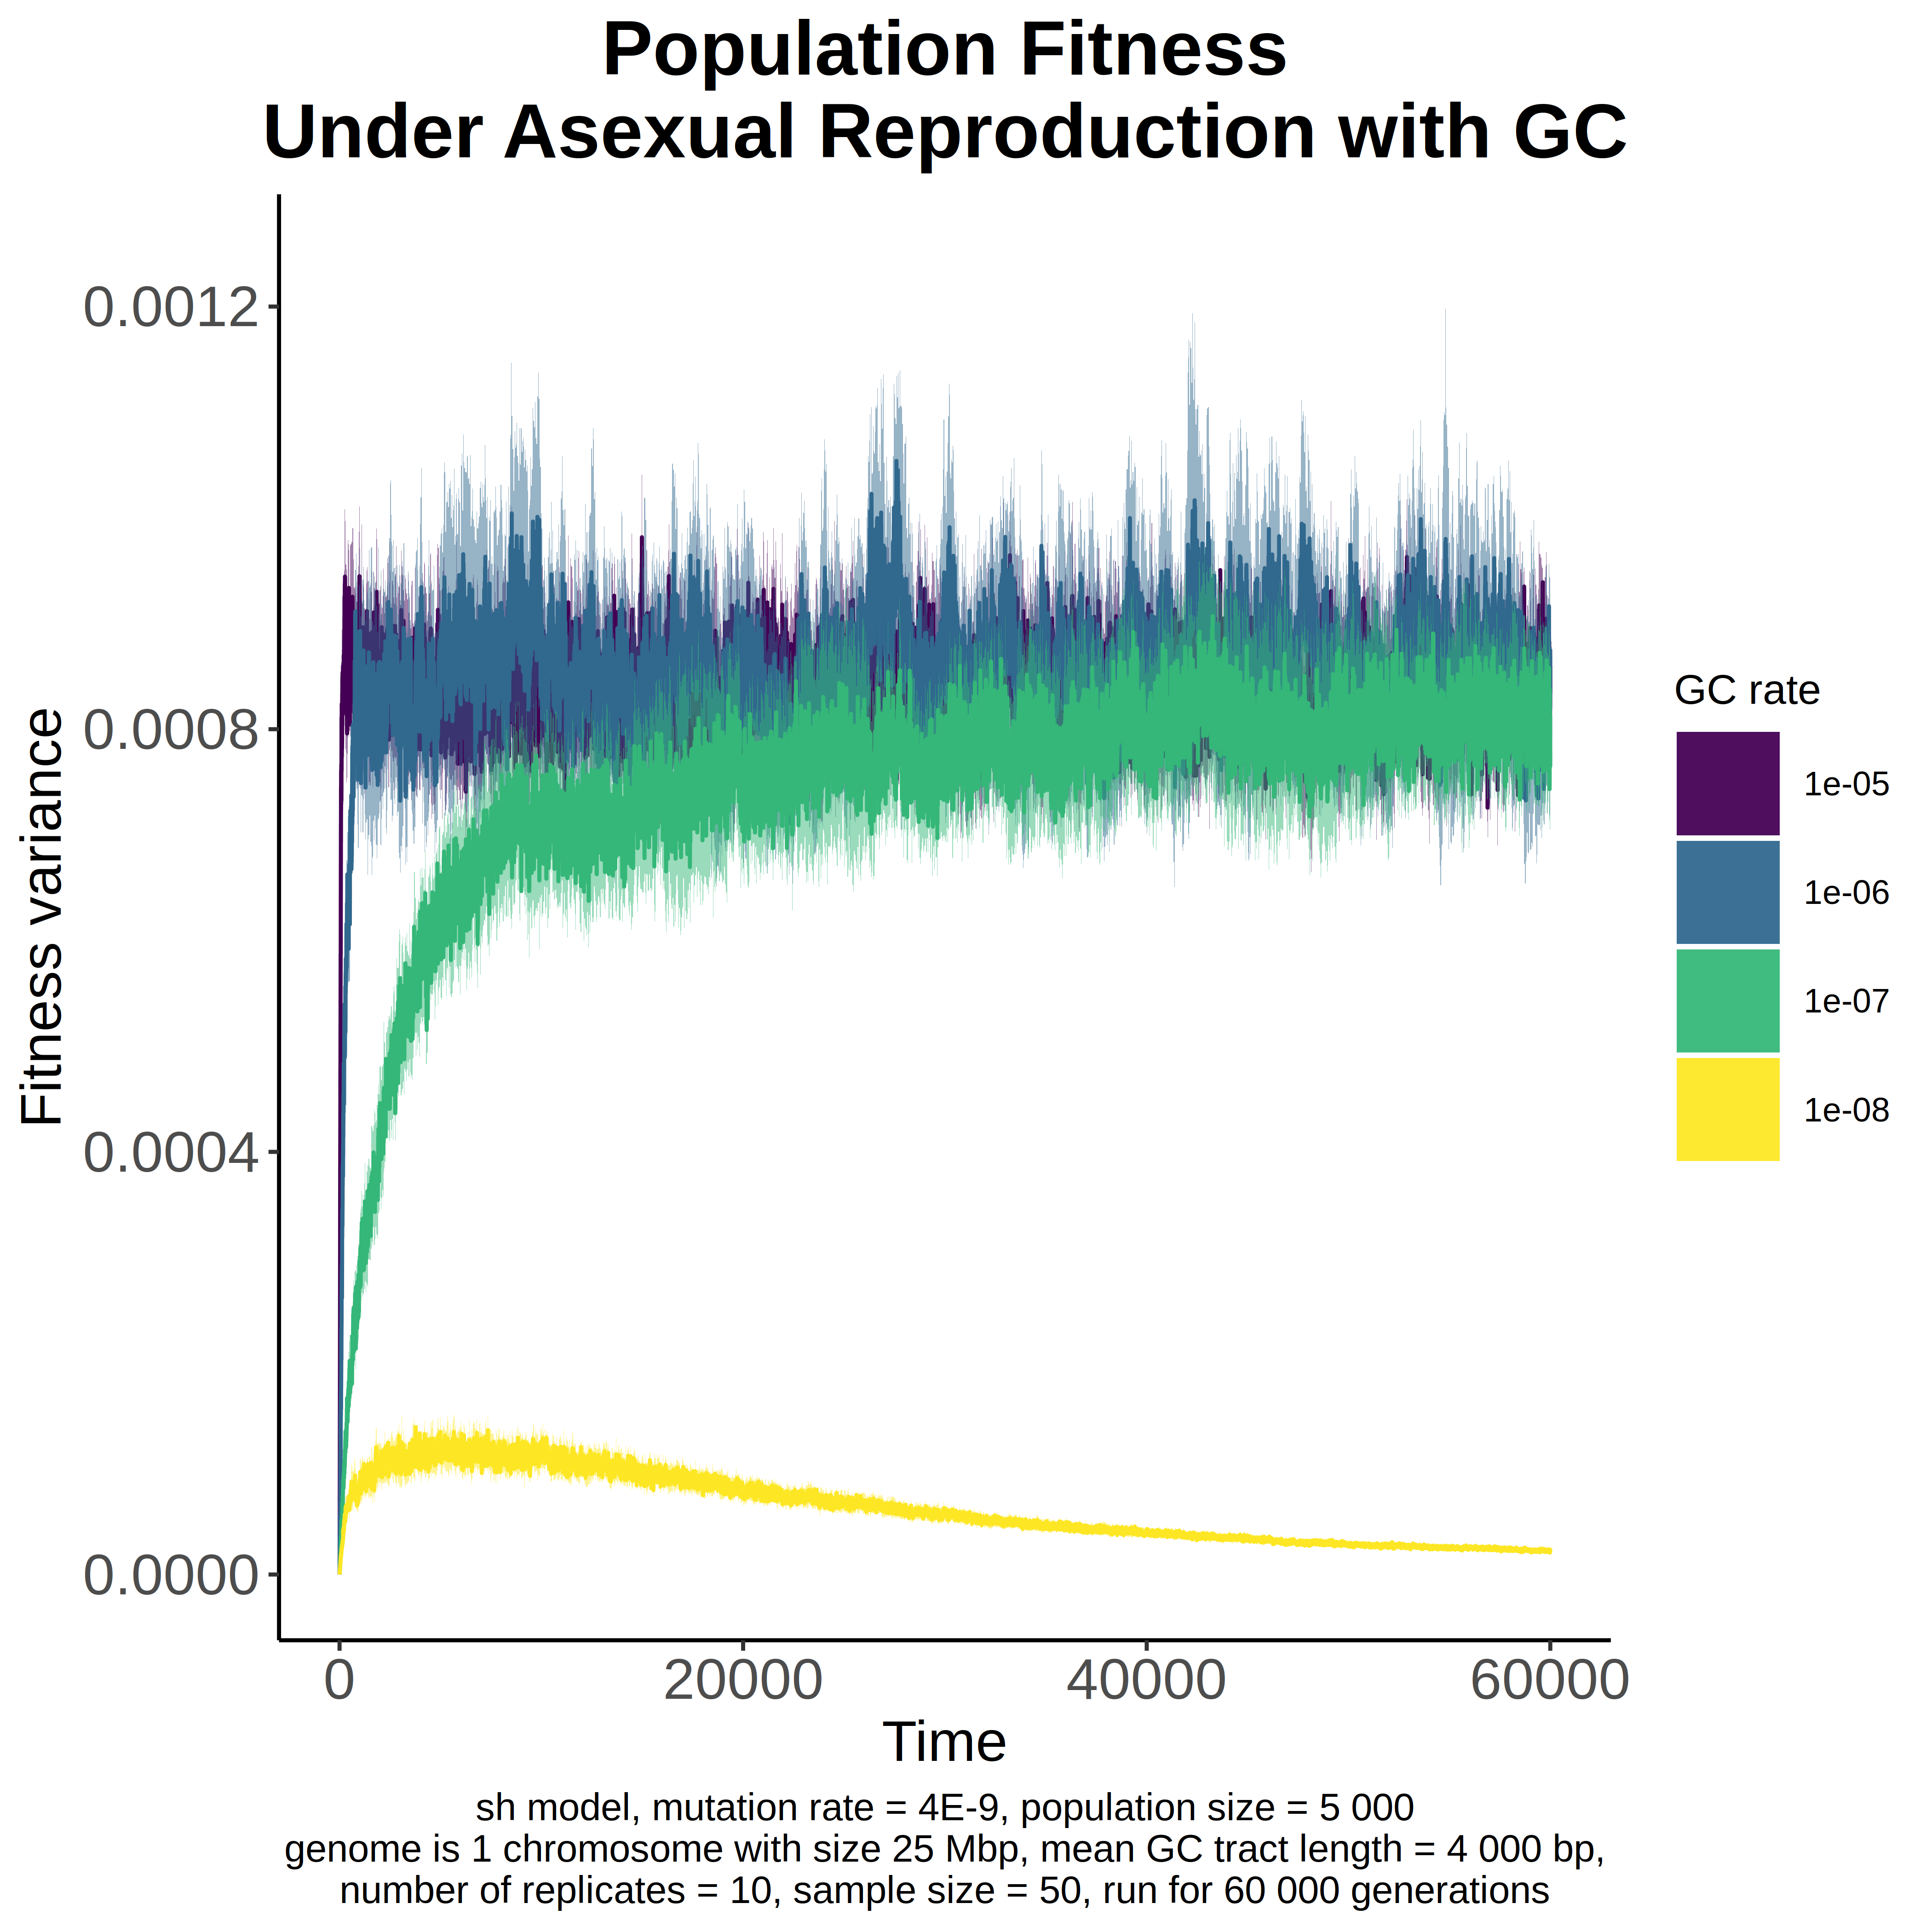 Population Fitness
Under Asexual Reproduction with GC
Fitness variance
0.0012
0.0008
0.0004
0.0000
0
20000
40000
60000
Time
GC rate
1e-05
1e-06
1e-07
1e-08
sh model, mutation rate = 4E-9, population size = 5 000
genome is 1 chromosome with size 25 Mbp, mean GC tract length = 4 000 bp,
number of replicates = 10, sample size = 50, run for 60 000 generations